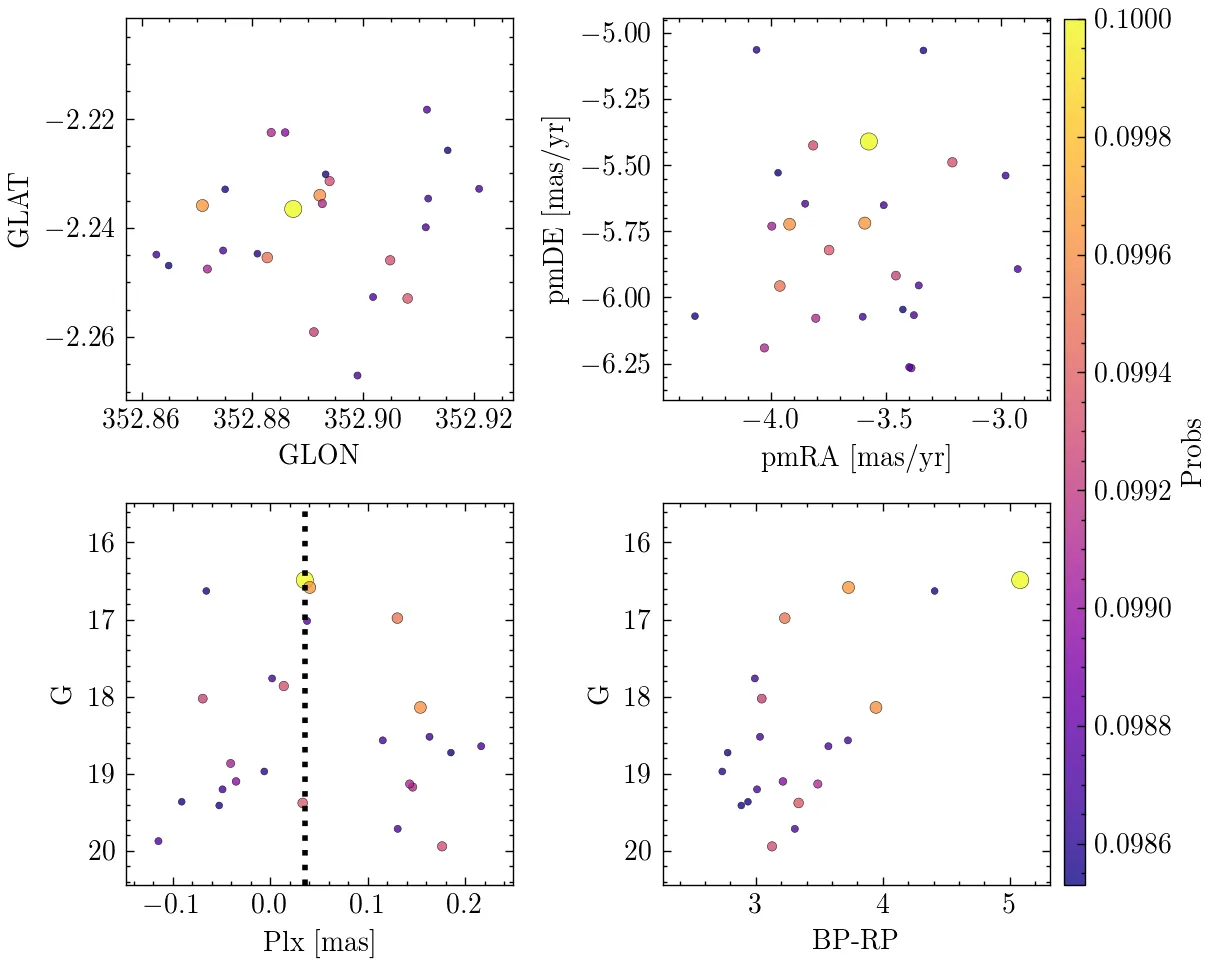 −2.22
−2.24
−2.26
GLAT
352.86 352.88 352.90 352.92
GLON
−5.00
−5.25
−5.50
−5.75
−6.00
−6.25
pmDE [mas/yr]
−4.0 −3.5 −3.0
pmRA [mas/yr]
16
17
18
19
20
G
−0.1 0.0 0.1 0.2
Plx [mas]
16
17
18
19
20
G
3 4 5
BP-RP
0.1000
0.0998
0.0996
0.0994
0.0992
0.0990
0.0988
0.0986
Probs